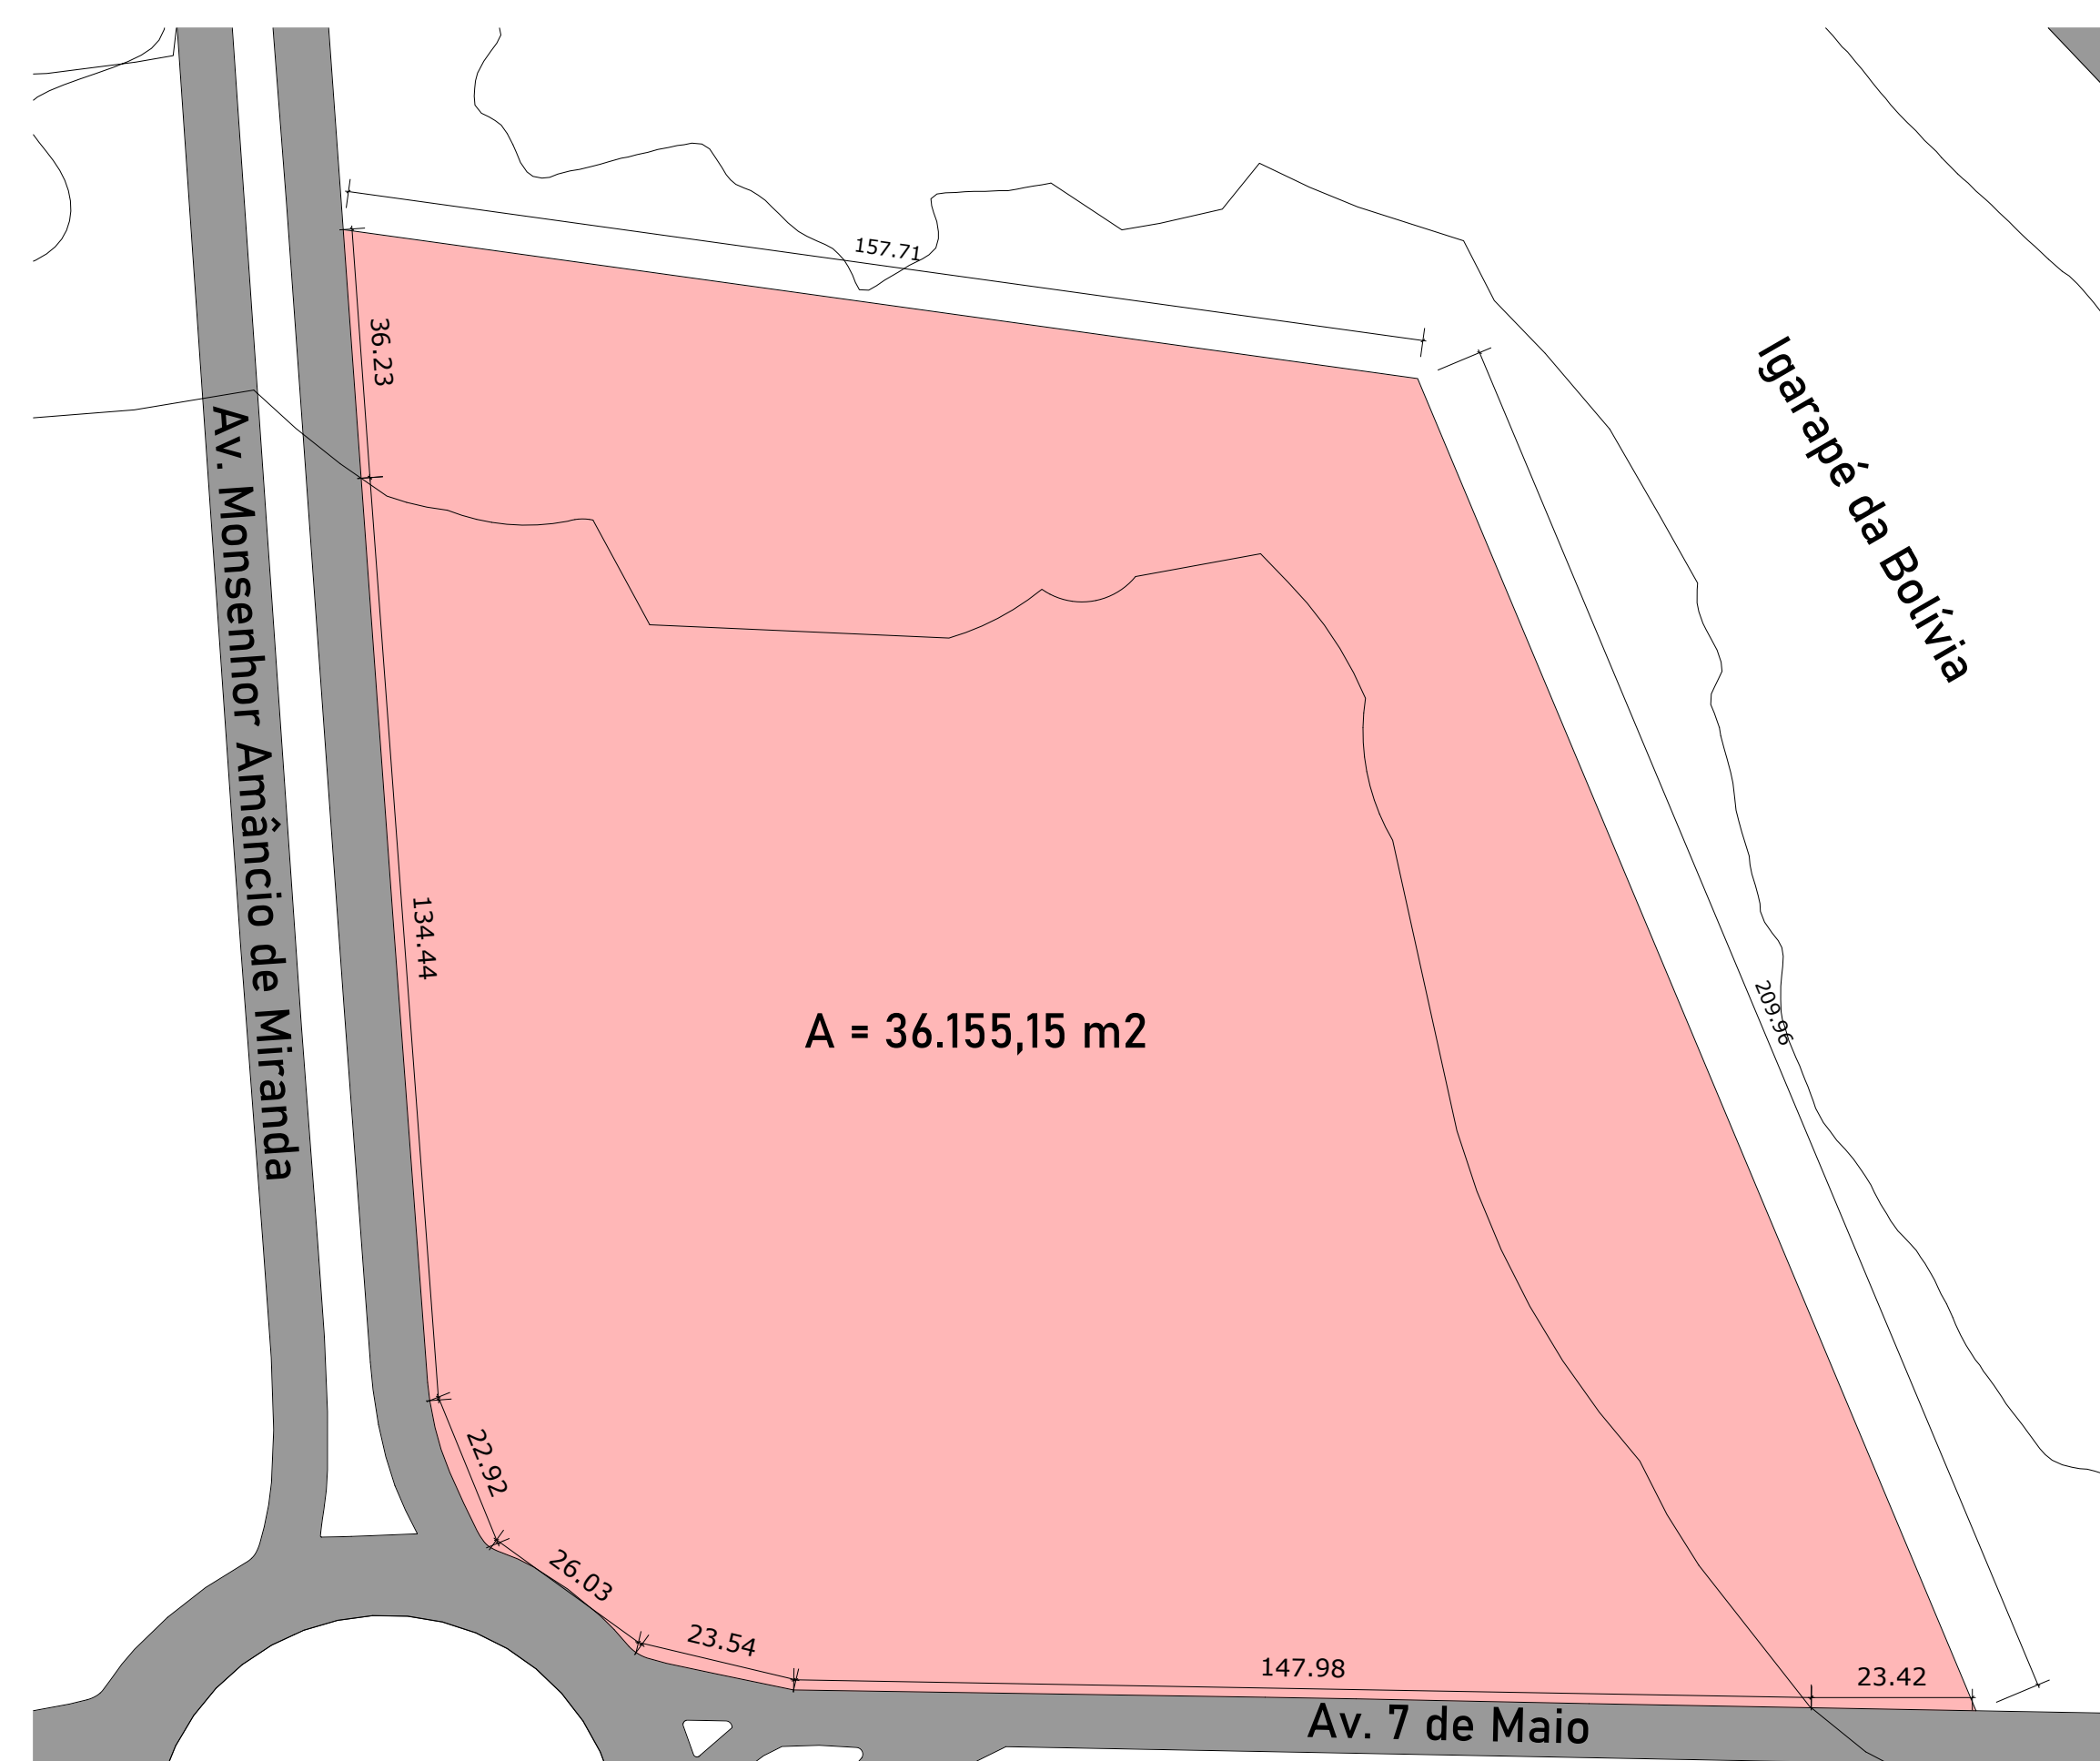 157.71
36.23
Igarapé da Bolívia
Av. Monsenhor Amâncio de Miranda
134.44
209.96
A = 36.155,15 m2
22.92
26.03
23.54
147.98
23.42
Av. 7 de Maio